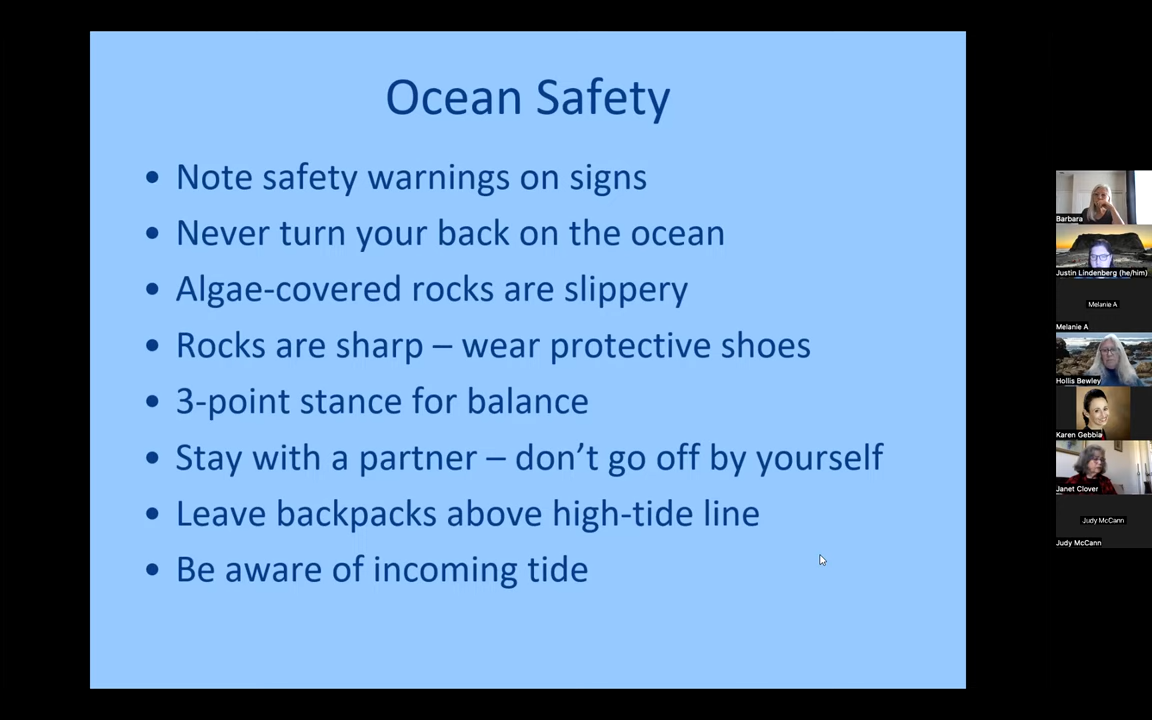 Ocean Safety
• Note safety warnings on signs
• Never turn your back on the ocean
• Algae-covered rocks are slippery
• Rocks are sharp – wear protective shoes
• 3-point stance for balance
• Stay with a partner – don’t go off by yourself
• Leave backpacks above high-tide line
• Be aware of incoming tide
Barbara
Justin Lindenberg (he/him)
Melanie A
Melanie A
Hollis Bewley
Karen Gebbia
Janet Clover
Judy McCann
Judy McCann